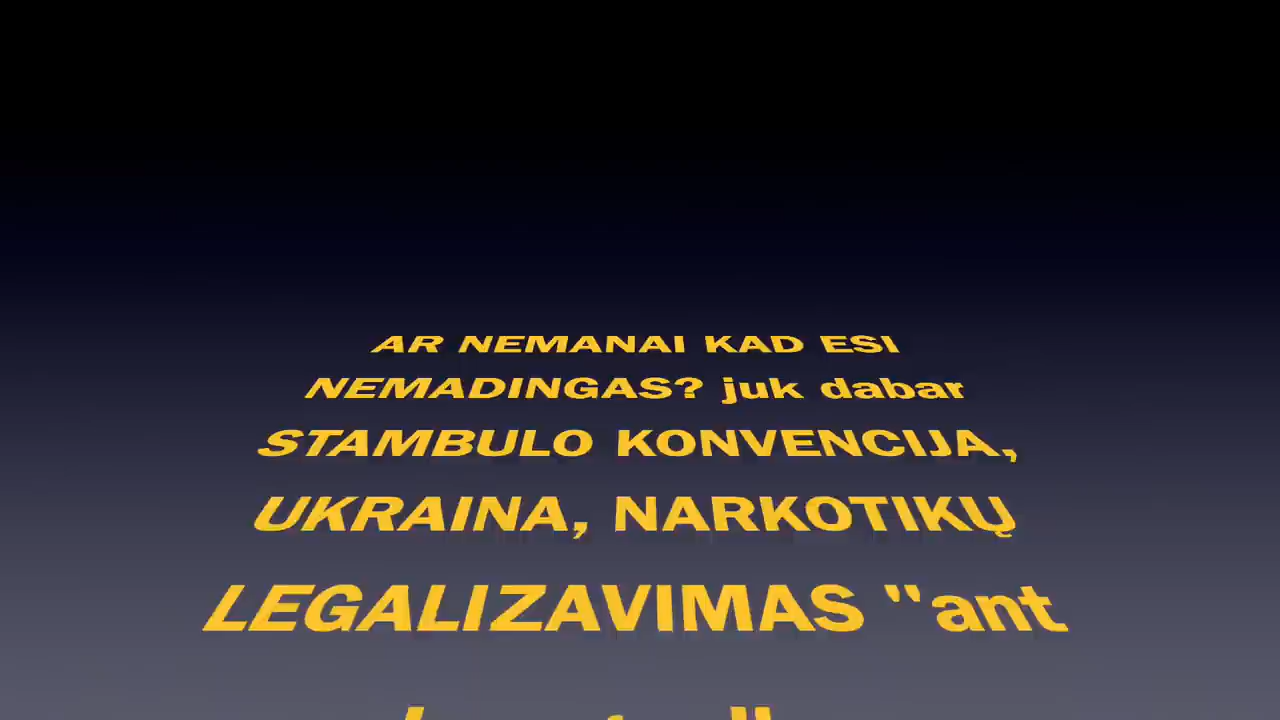 AR NEMANAI KAD ESI
NEMADINGAS? juk dabar
STAMBULO KONVENCIJA,
UKRAINA, NARKOTIKŲ
LEGALIZAVIMAS "ant